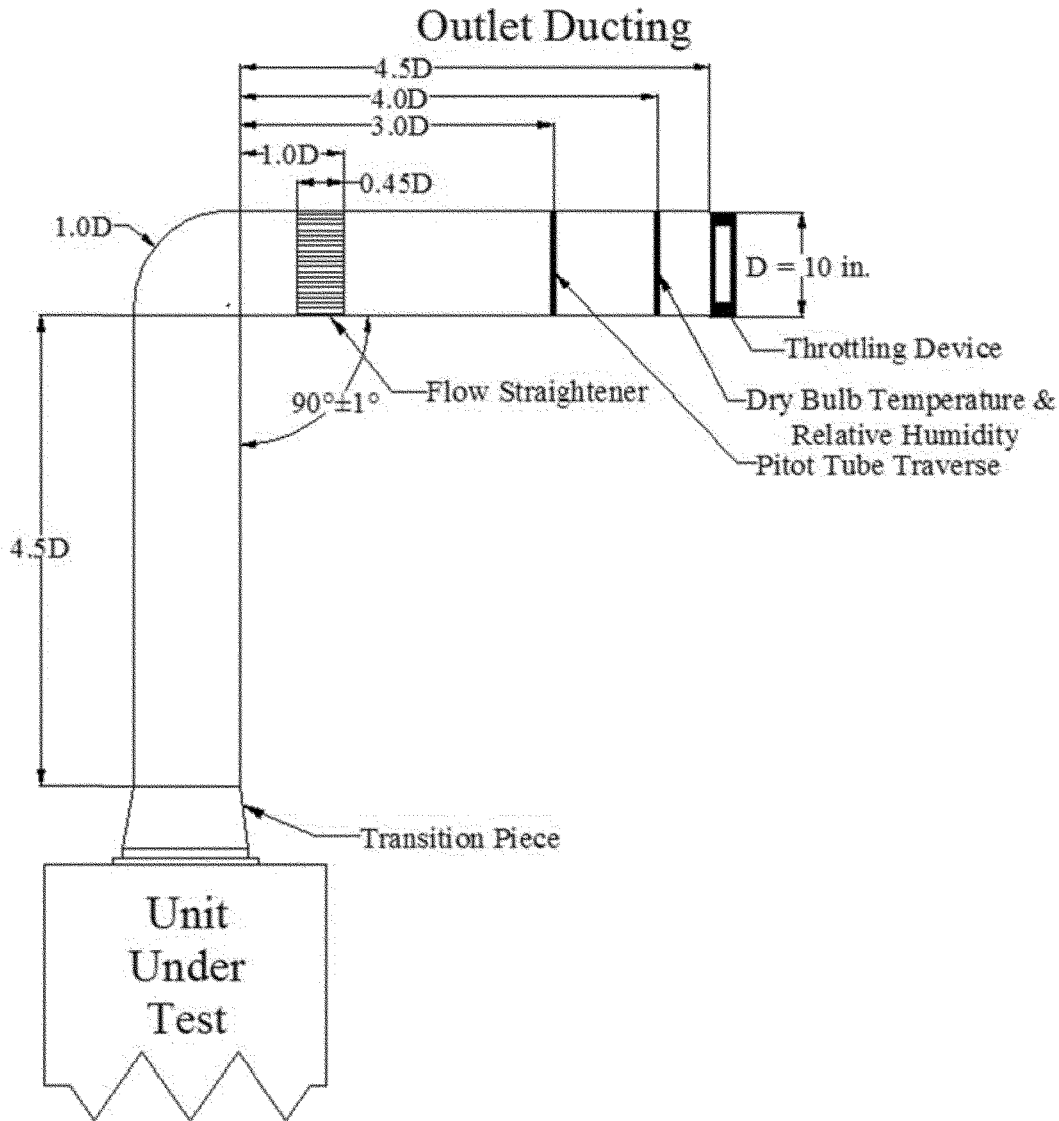 Outlet Ducting
4.5D
4.0D
3.0D
1.0D
0.45D
1.0D
D = 10 in.
Throttling Device
90°±1°
Flow Straightener
Dry Bulb Temperature &
Relative Humidity
Pitot Tube Traverse
4.5D
Transition Piece
Unit
Under
Test